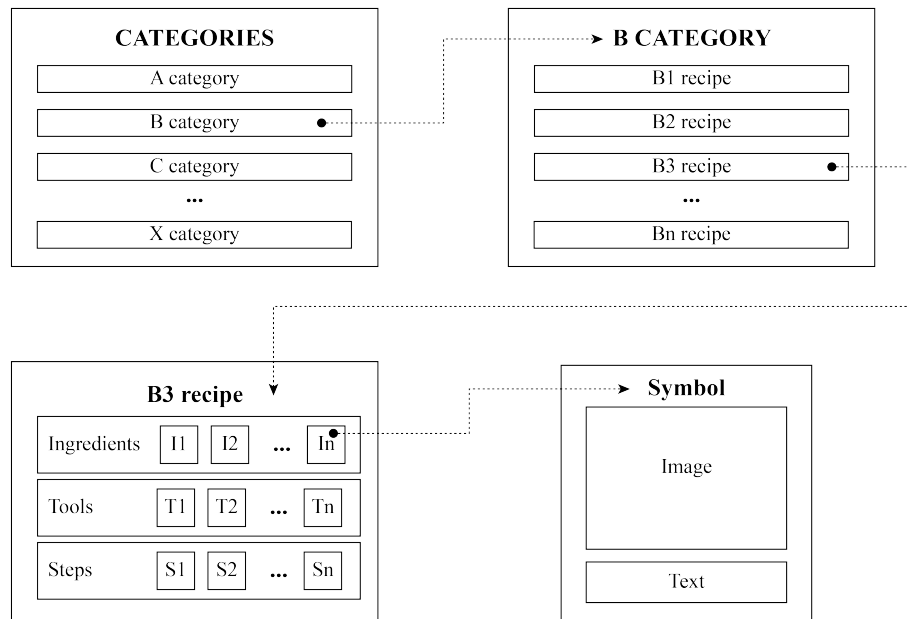 CATEGORIES
A category
B category
C category
...
X category
B CATEGORY
B1 recipe
B2 recipe
B3 recipe
...
Bn recipe
B3 recipe
Ingredients I1 I2 ... In
Tools T1 T2 ... Tn
Steps S1 S2 ... Sn
Symbol
Image
Text